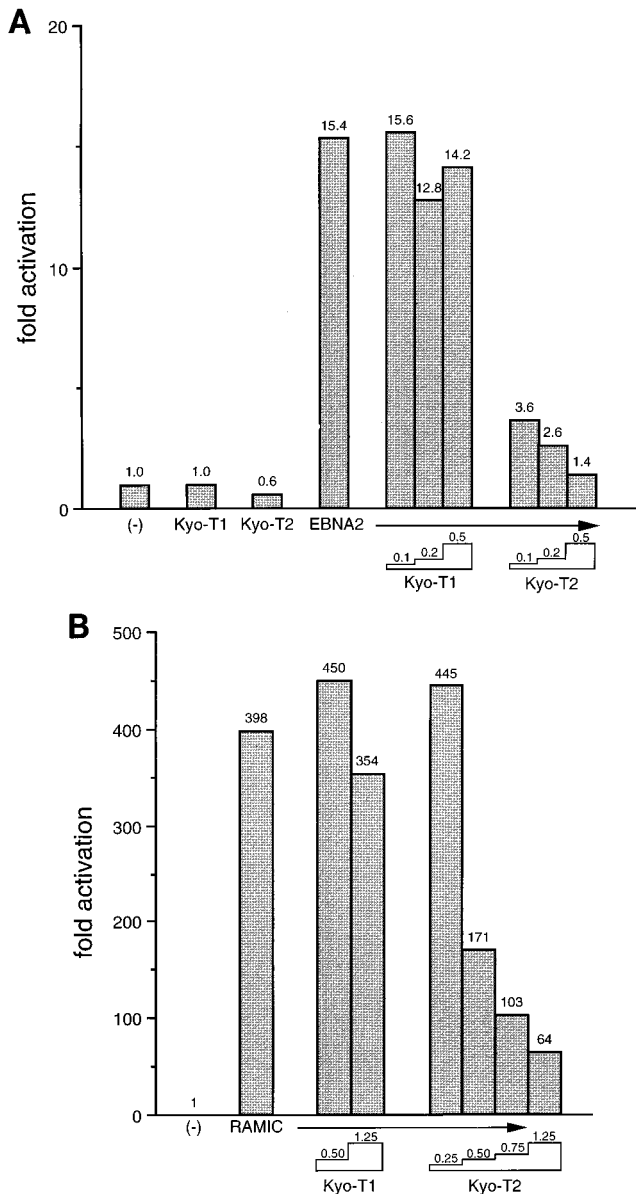 A
fold activation
20
10
0
1.0
1.0
0.6
15.4
15.6
12.8
14.2
3.6
2.6
1.4
(-)
Kyo-T1
Kyo-T2
EBNA2
0.1 0.2 0.5
0.1 0.2 0.5
Kyo-T1
Kyo-T2
B
fold activation
500
400
300
200
100
0
1
398
450
354
445
171
103
64
(-)
RAMIC
0.50 1.25
0.25 0.50 0.75 1.25
Kyo-T1
Kyo-T2